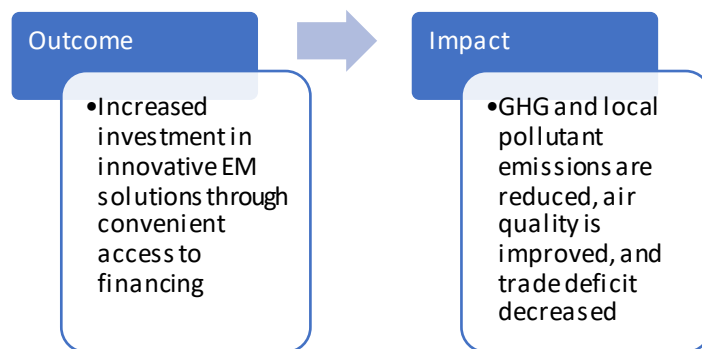 Outcome
•Increased
investment in
innovative EM
solutions through
convenient
access to
financing
Impact
•GHG and local
pollutant
emissions are
reduced, air
quality is
improved, and
trade deficit
decreased